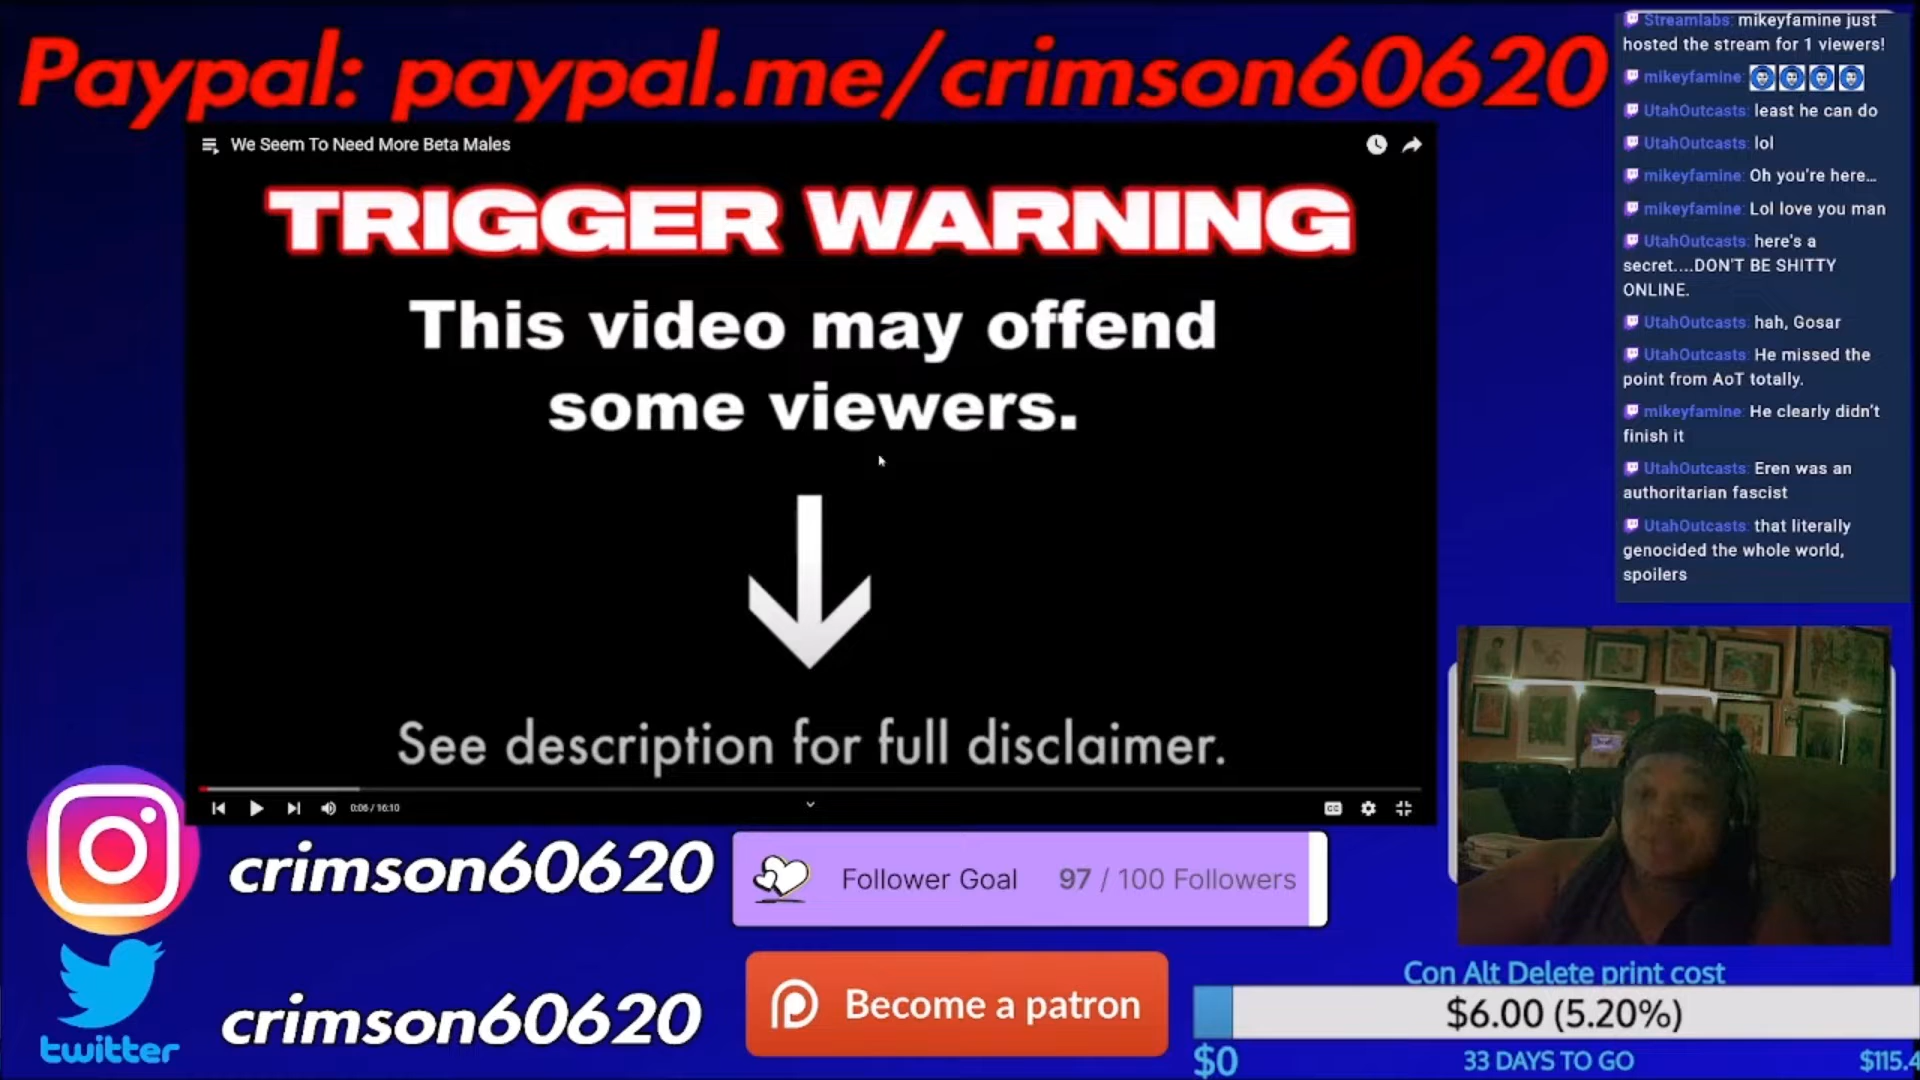 Paypal: paypal.me/crimson60620
We Seem To Need More Beta Males
TRIGGER WARNING
This video may offend
some viewers.
See description for full disclaimer.
0:06 / 16:10
CC
Streamlabs: mikeyfamine just
hosted the stream for 1 viewers!
mikeyfamine:
UtahOutcasts: least he can do
UtahOutcasts: lol
mikeyfamine: Oh you're here…
mikeyfamine: Lol love you man
UtahOutcasts: here's a
secret....DON'T BE SHITTY
ONLINE.
UtahOutcasts: hah, Gosar
UtahOutcasts: He missed the
point from AoT totally.
mikeyfamine: He clearly didn't
finish it
UtahOutcasts: Eren was an
authoritarian fascist
UtahOutcasts: that literally
genocided the whole world,
spoilers
crimson60620
Follower Goal 97 / 100 Followers
twitter
crimson60620
Become a patron
Con Alt Delete print cost
$6.00 (5.20%)
$0 33 DAYS TO GO $115.4